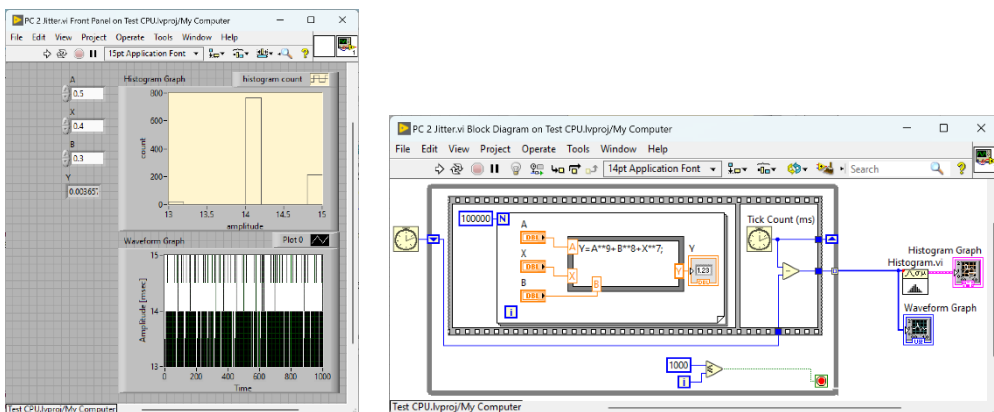 PC 2 Jitter.vi Front Panel on Test CPU.lvproj/My Computer
File Edit View Project Operate Tools Window Help
15pt Application Font
1
A
0.5
X
0.4
B
0.3
Y
0.00365
Histogram Graph
histogram count
800-
600-
400-
200-
0-
count
13 13.5 14 14.5 15
amplitude
Waveform Graph
Plot 0
15-
14-
13-
Amplitude [msec]
0 200 400 600 800 1000
Time
Test CPU.lvproj/My Computer
PC 2 Jitter.vi Block Diagram on Test CPU.lvproj/My Computer
File Edit View Project Operate Tools Window Help
14pt Application Font
Search
100000 N
A
DBL
X
DBL
B
DBL
A
X
B
Y=A**9+B**8+X**7;
Y
Y
1.23
i
Tick Count (ms)
Histogram Graph
Histogram.vi
Waveform Graph
1000
i
Test CPU.lvproj/My Computer